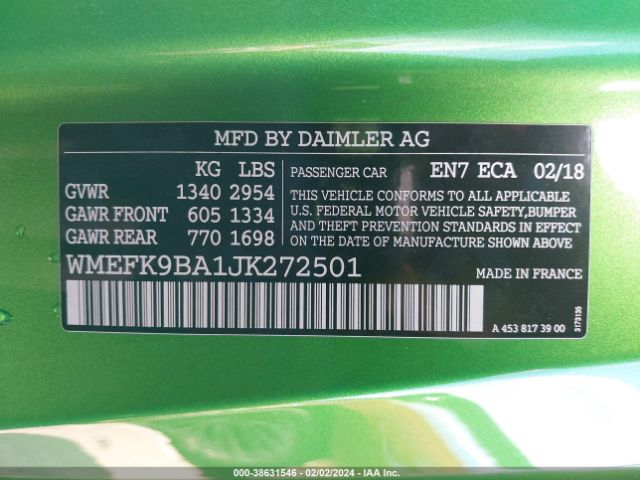 MFD BY DAIMLER AG
KG LBS
GVWR 1340 2954
GAWR FRONT 605 1334
GAWR REAR 770 1698
PASSENGER CAR EN7 ECA 02/18
THIS VEHICLE CONFORMS TO ALL APPLICABLE
U.S. FEDERAL MOTOR VEHICLE SAFETY,BUMPER
AND THEFT PREVENTION STANDARDS IN EFFECT
ON THE DATE OF MANUFACTURE SHOWN ABOVE.
WMEFK9BA1JK272501
MADE IN FRANCE
A 453 817 39 00
3173135
000-38631546 - 02/02/2024 - IAA Inc.